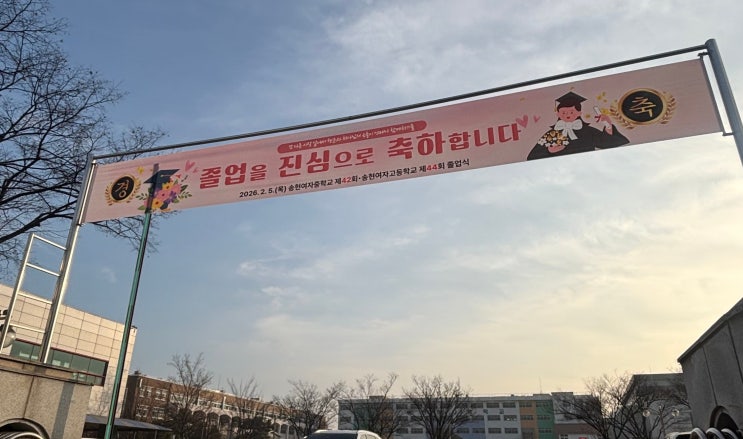 졸업을 진심으로 축하합니다
경
축
2026. 2. 5.(목) 송현여자중학교 제42회·송현여자고등학교 제44회 졸업식